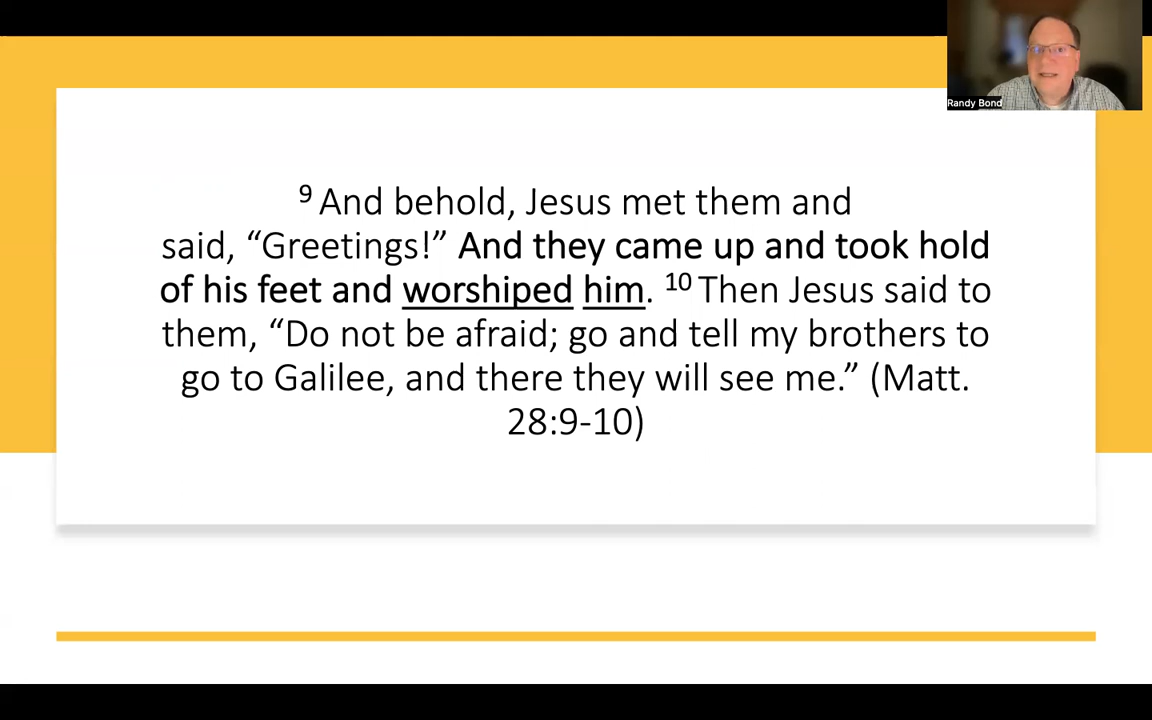 Randy Bond
9 And behold, Jesus met them and
said, “Greetings!” And they came up and took hold
of his feet and worshiped him. 10 Then Jesus said to
them, “Do not be afraid; go and tell my brothers to
go to Galilee, and there they will see me.” (Matt.
28:9-10)